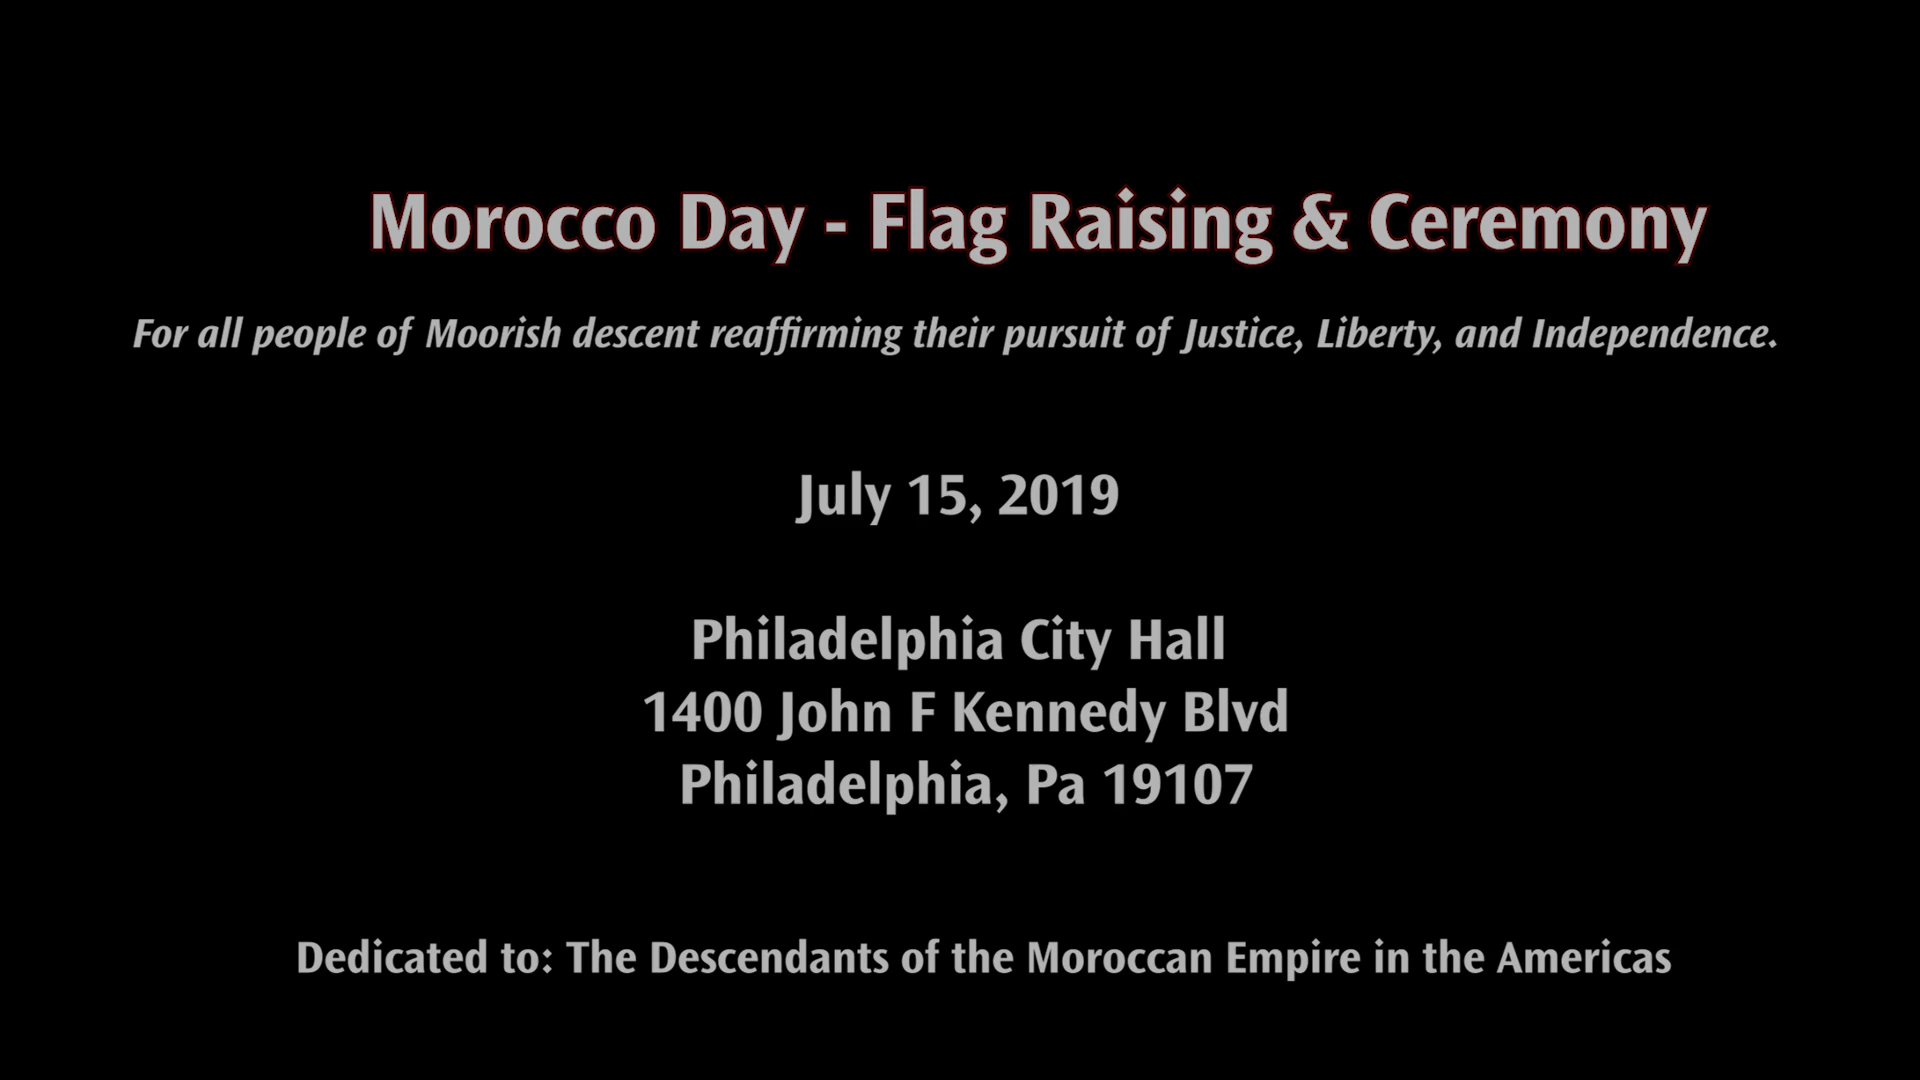 Morocco Day - Flag Raising & Ceremony
For all people of Moorish descent reaffirming their pursuit of Justice, Liberty, and Independence.
July 15, 2019
Philadelphia City Hall
1400 John F Kennedy Blvd
Philadelphia, Pa 19107
Dedicated to: The Descendants of the Moroccan Empire in the Americas